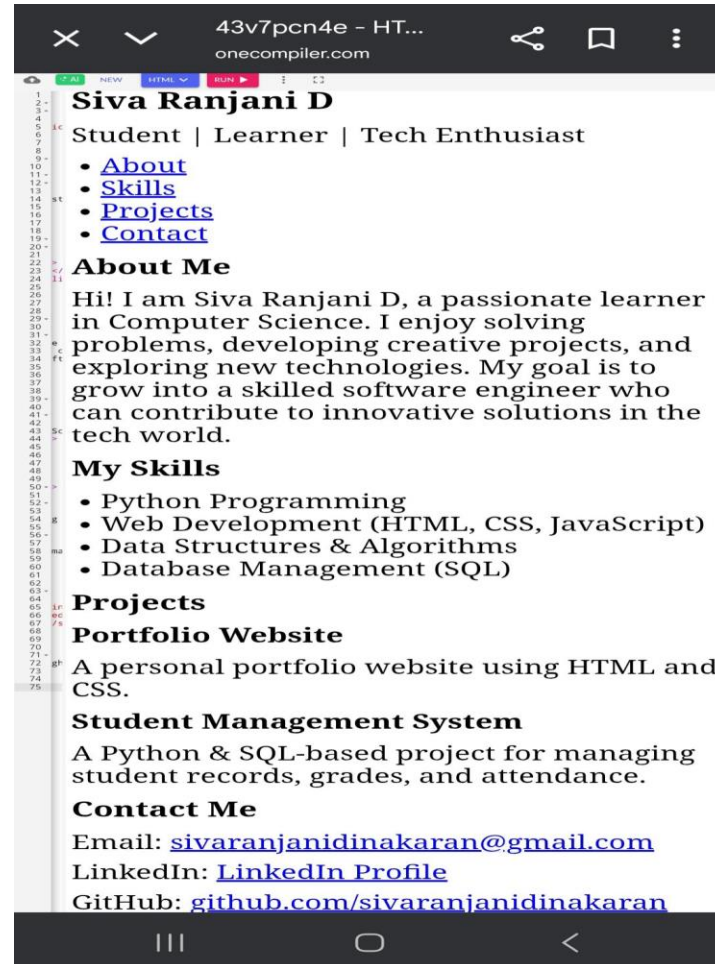 43v7pcn4e – HT...
onecompiler.com
AI NEW HTML RUN
Siva Ranjani D
Student | Learner | Tech Enthusiast
• About
• Skills
• Projects
• Contact
About Me
Hi! I am Siva Ranjani D, a passionate learner
in Computer Science. I enjoy solving
problems, developing creative projects, and
exploring new technologies. My goal is to
grow into a skilled software engineer who
can contribute to innovative solutions in the
tech world.
My Skills
• Python Programming
• Web Development (HTML, CSS, JavaScript)
• Data Structures & Algorithms
• Database Management (SQL)
Projects
Portfolio Website
A personal portfolio website using HTML and
CSS.
Student Management System
A Python & SQL-based project for managing
student records, grades, and attendance.
Contact Me
Email: sivaranjanidinakaran@gmail.com
LinkedIn: LinkedIn Profile
GitHub: github.com/sivaranjanidinakaran